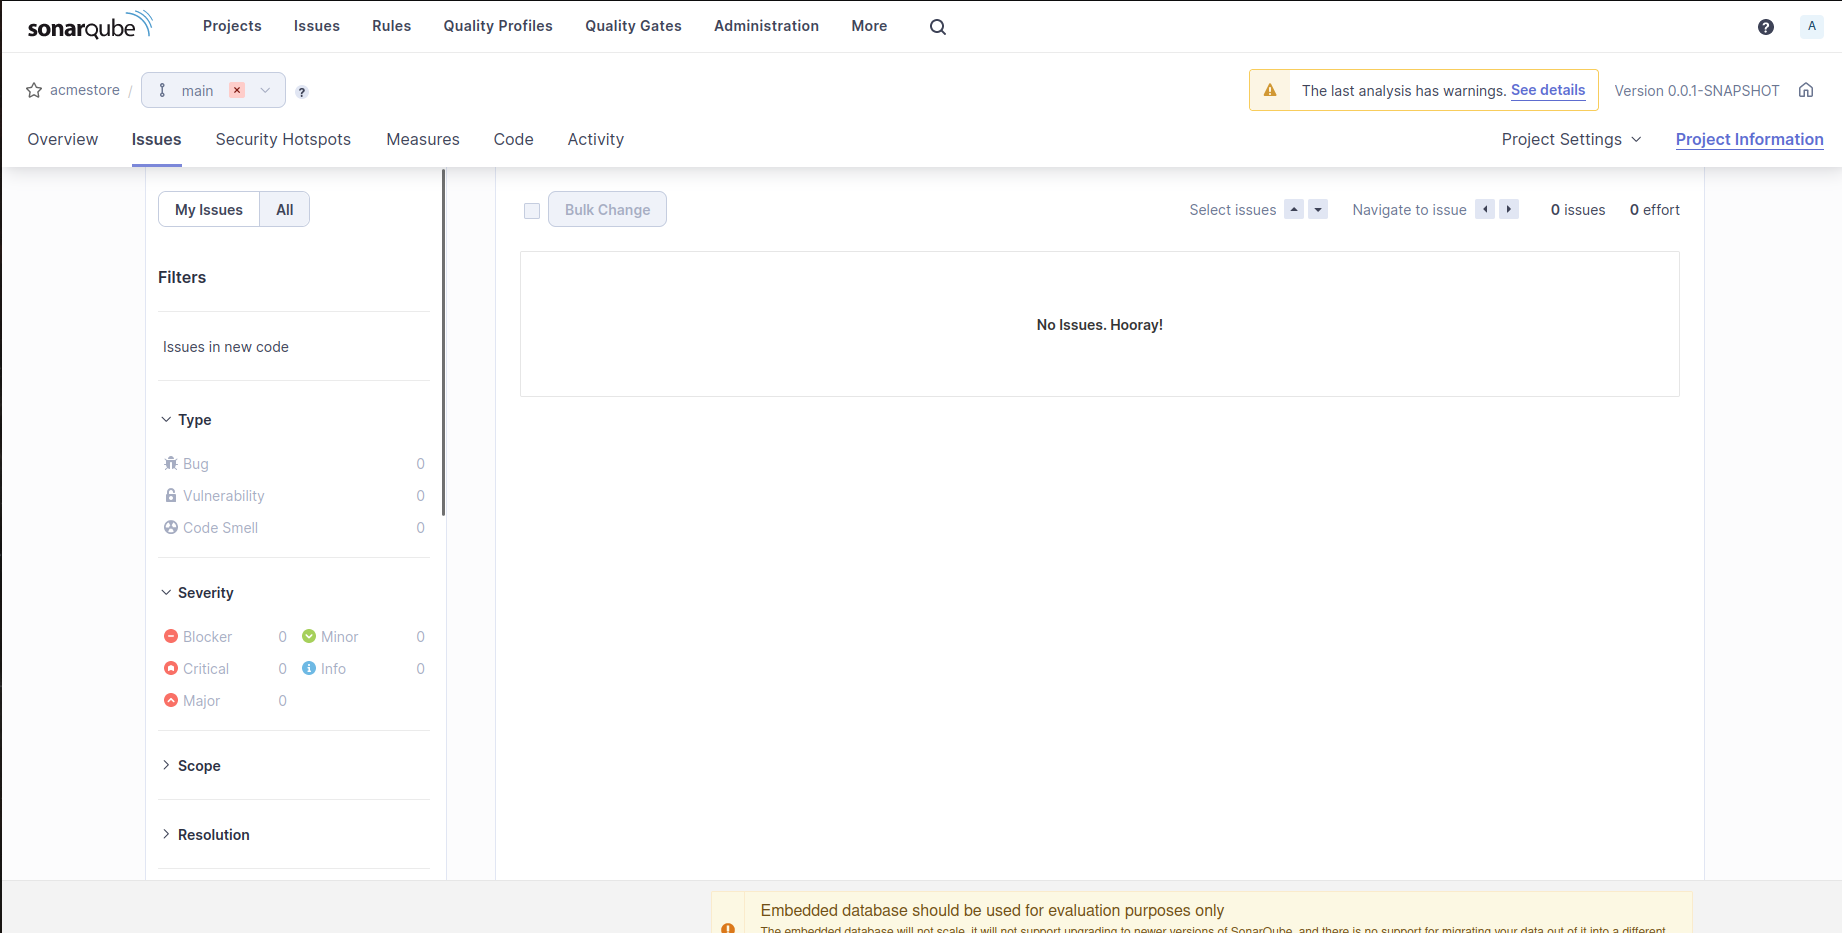 sonarqube Projects Issues Rules Quality Profiles Quality Gates Administration More ? A
acmestore / main ? The last analysis has warnings. See details Version 0.0.1-SNAPSHOT
Overview Issues Security Hotspots Measures Code Activity Project Settings Project Information
My Issues All
Bulk Change Select issues Navigate to issue 0 issues 0 effort
Filters
No Issues. Hooray!
Issues in new code
Type
Bug 0
Vulnerability 0
Code Smell 0
Severity
Blocker 0 Minor 0
Critical 0 Info 0
Major 0
Scope
Resolution
Embedded database should be used for evaluation purposes only
The embedded database will not scale, it will not support upgrading to newer versions of SonarQube, and there is no support for migrating your data out of it into a different